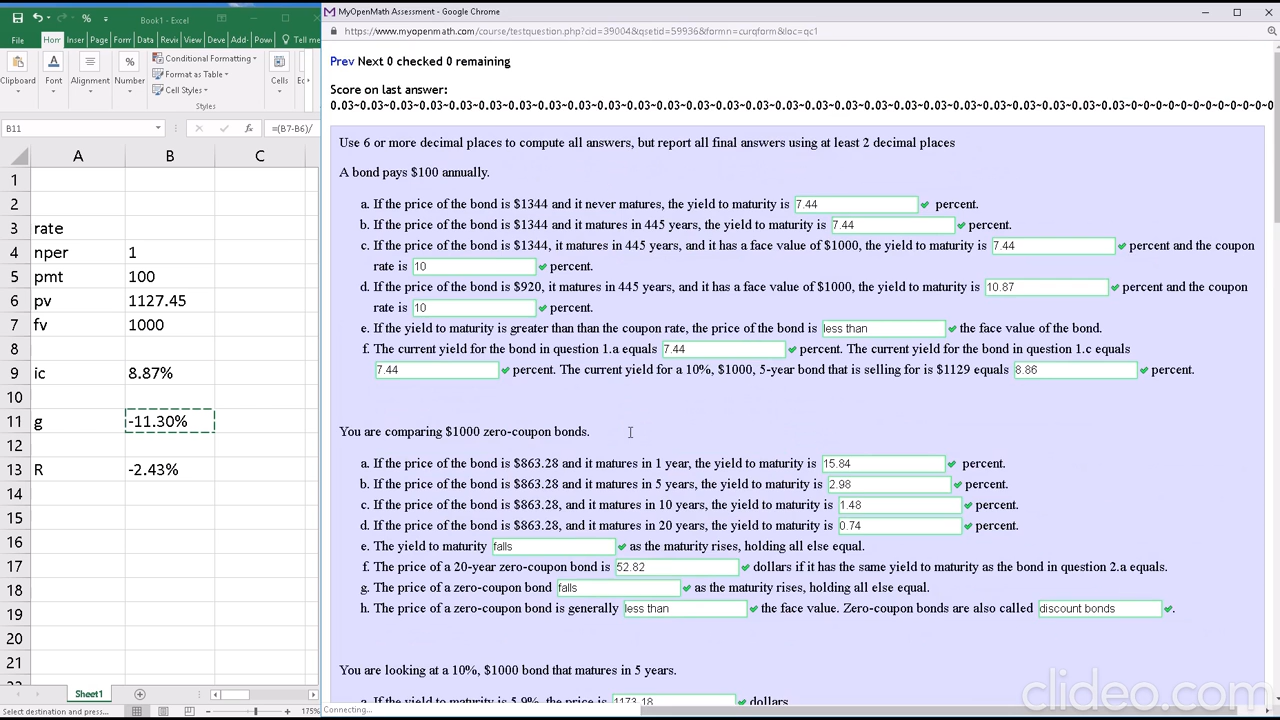 Book1 - Excel
File Horr Inser Page Form Data Revi View Deve Add- Pow Tell me
Clipboard Font Alignment Number
Conditional Formatting
Format as Table
Cell Styles
Styles
Cells
B11 fx =(B7-B6)/
A B C
1
2
3 rate
4 nper 1
5 pmt 100
6 pv 1127.45
7 fv 1000
8
9 ic 8.87%
10
11 g -11.30%
12
13 R -2.43%
14
15
16
17
18
19
20
21
22
Sheet1
Select destination and press... 175%
MyOpenMath Assessment - Google Chrome
https://www.myopenmath.com/course/testquestion.php?cid=39004&qsetid=59936&formn=curqform&loc=qc1
Prev Next 0 checked 0 remaining
Score on last answer:
0.03~0.03~0.03~0.03~0.03~0.03~0.03~0.03~0.03~0.03~0.03~0.03~0.03~0.03~0.03~0.03~0.03~0.03~0.03~0.03~0.03~0.03~0.03~0.03~0.03~0.03~0.03~0~0~0~0~0~0~0~0~0
Use 6 or more decimal places to compute all answers, but report all final answers using at least 2 decimal places
A bond pays $100 annually.
a. If the price of the bond is $1344 and it never matures, the yield to maturity is 7.44 percent.
b. If the price of the bond is $1344 and it matures in 445 years, the yield to maturity is 7.44 percent.
c. If the price of the bond is $1344, it matures in 445 years, and it has a face value of $1000, the yield to maturity is 7.44 percent and the coupon
rate is 10 percent.
d. If the price of the bond is $920, it matures in 445 years, and it has a face value of $1000, the yield to maturity is 10.87 percent and the coupon
rate is 10 percent.
e. If the yield to maturity is greater than than the coupon rate, the price of the bond is less than the face value of the bond.
f. The current yield for the bond in question 1.a equals 7.44 percent. The current yield for the bond in question 1.c equals
7.44 percent. The current yield for a 10%, $1000, 5-year bond that is selling for is $1129 equals 8.86 percent.
You are comparing $1000 zero-coupon bonds.
a. If the price of the bond is $863.28 and it matures in 1 year, the yield to maturity is 15.84 percent.
b. If the price of the bond is $863.28 and it matures in 5 years, the yield to maturity is 2.98 percent.
c. If the price of the bond is $863.28, and it matures in 10 years, the yield to maturity is 1.48 percent.
d. If the price of the bond is $863.28, and it matures in 20 years, the yield to maturity is 0.74 percent.
e. The yield to maturity falls as the maturity rises, holding all else equal.
f. The price of a 20-year zero-coupon bond is 52.82 dollars if it has the same yield to maturity as the bond in question 2.a equals.
g. The price of a zero-coupon bond falls as the maturity rises, holding all else equal.
h. The price of a zero-coupon bond is generally less than the face value. Zero-coupon bonds are also called discount bonds .
You are looking at a 10%, $1000 bond that matures in 5 years.
a. If the yield to maturity is 5.9%, the price is 1173.18 dollars
Connecting...
dideo.com